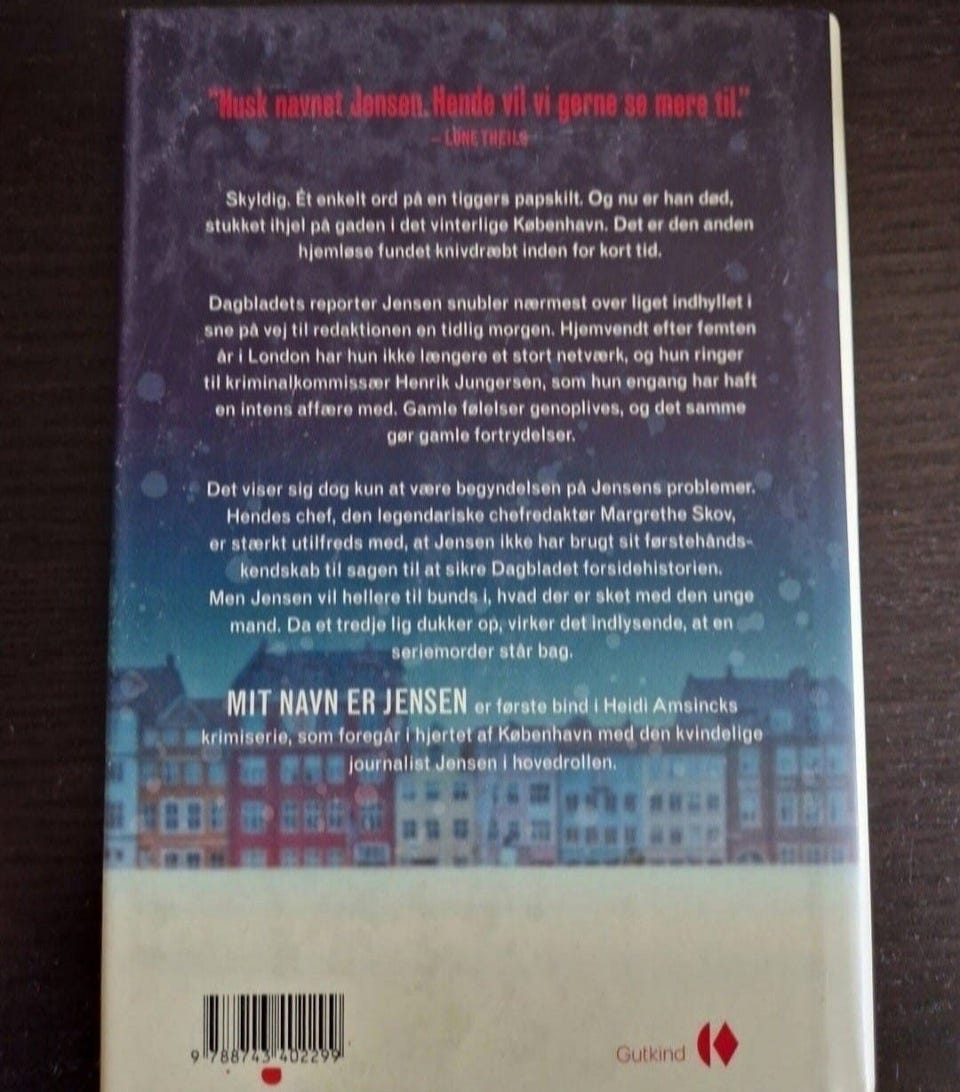 "Husk navnet Jensen. Hende vil vi gerne se mere til."
– LONE THEILS
Skyldig. Ét enkelt ord på en tiggers papskilt. Og nu er han død,
stukket ihjel på gaden i det vinterlige København. Det er den anden
hjemløse fundet knivdræbt inden for kort tid.
Dagbladets reporter Jensen snubler nærmest over liget indhyllet i
sne på vej til redaktionen en tidlig morgen. Hjemvendt efter femten
år i London har hun ikke længere et stort netværk, og hun ringer
til kriminalkommissær Henrik Jungersen, som hun engang har haft
en intens affære med. Gamle følelser genoplives, og det samme
gør gamle fortrydelser.
Det viser sig dog kun at være begyndelsen på Jensens problemer.
Hendes chef, den legendariske chefredaktør Margrethe Skov,
er stærkt utilfreds med, at Jensen ikke har brugt sit førstehånds-
kendskab til sagen til at sikre Dagbladet forsidehistorien.
Men Jensen vil hellere til bunds i, hvad der er sket med den unge
mand. Da et tredje lig dukker op, virker det indlysende, at en
seriemorder står bag.
MIT NAVN ER JENSEN er første bind i Heidi Amsincks
krimiserie, som foregår i hjertet af København med den kvindelige
journalist Jensen i hovedrollen.
9 788743 402299
Gutkind